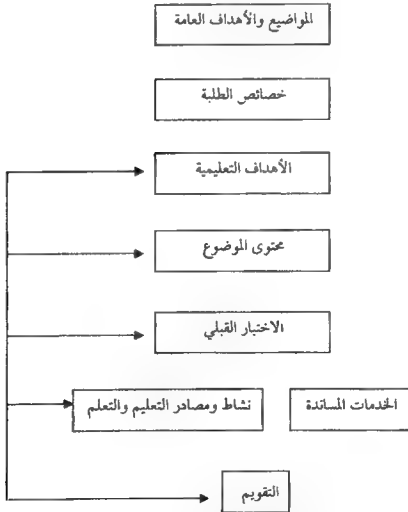 المواضيع والأهداف العامة
خصائص الطلبة
الأهداف التعليمية
محتوى الموضوع
الاختبار القبلي
الخدمات المساندة
نشاط ومصادر التعليم والتعلم
التقويم